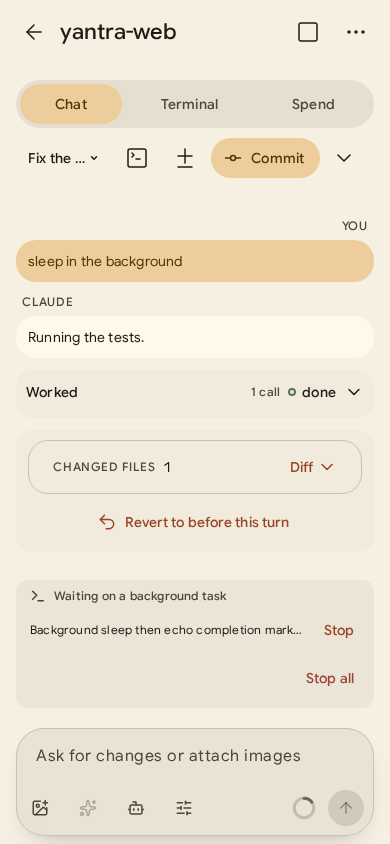 yantra-web
Chat
Terminal
Spend
Fix the ...
Commit
YOU
sleep in the background
CLAUDE
Running the tests.
Worked
1 call
done
CHANGED FILES 1
Diff
Revert to before this turn
Waiting on a background task
Background sleep then echo completion mark...
Stop
Stop all
Ask for changes or attach images